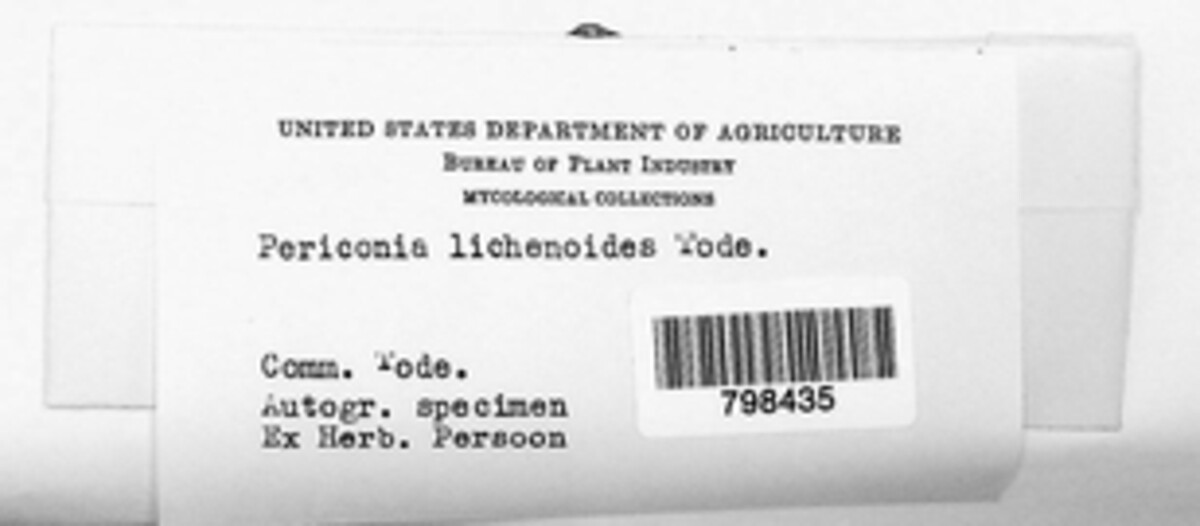 UNITED STATES DEPARTMENT OF AGRICULTURE
BUREAU OF PLANT INDUSTRY
MYCOLOGICAL COLLECTIONS
Periconia lichenoides Tode.
Comm. Tode.
Autogr. specimen
Ex Herb. Persoon
798435